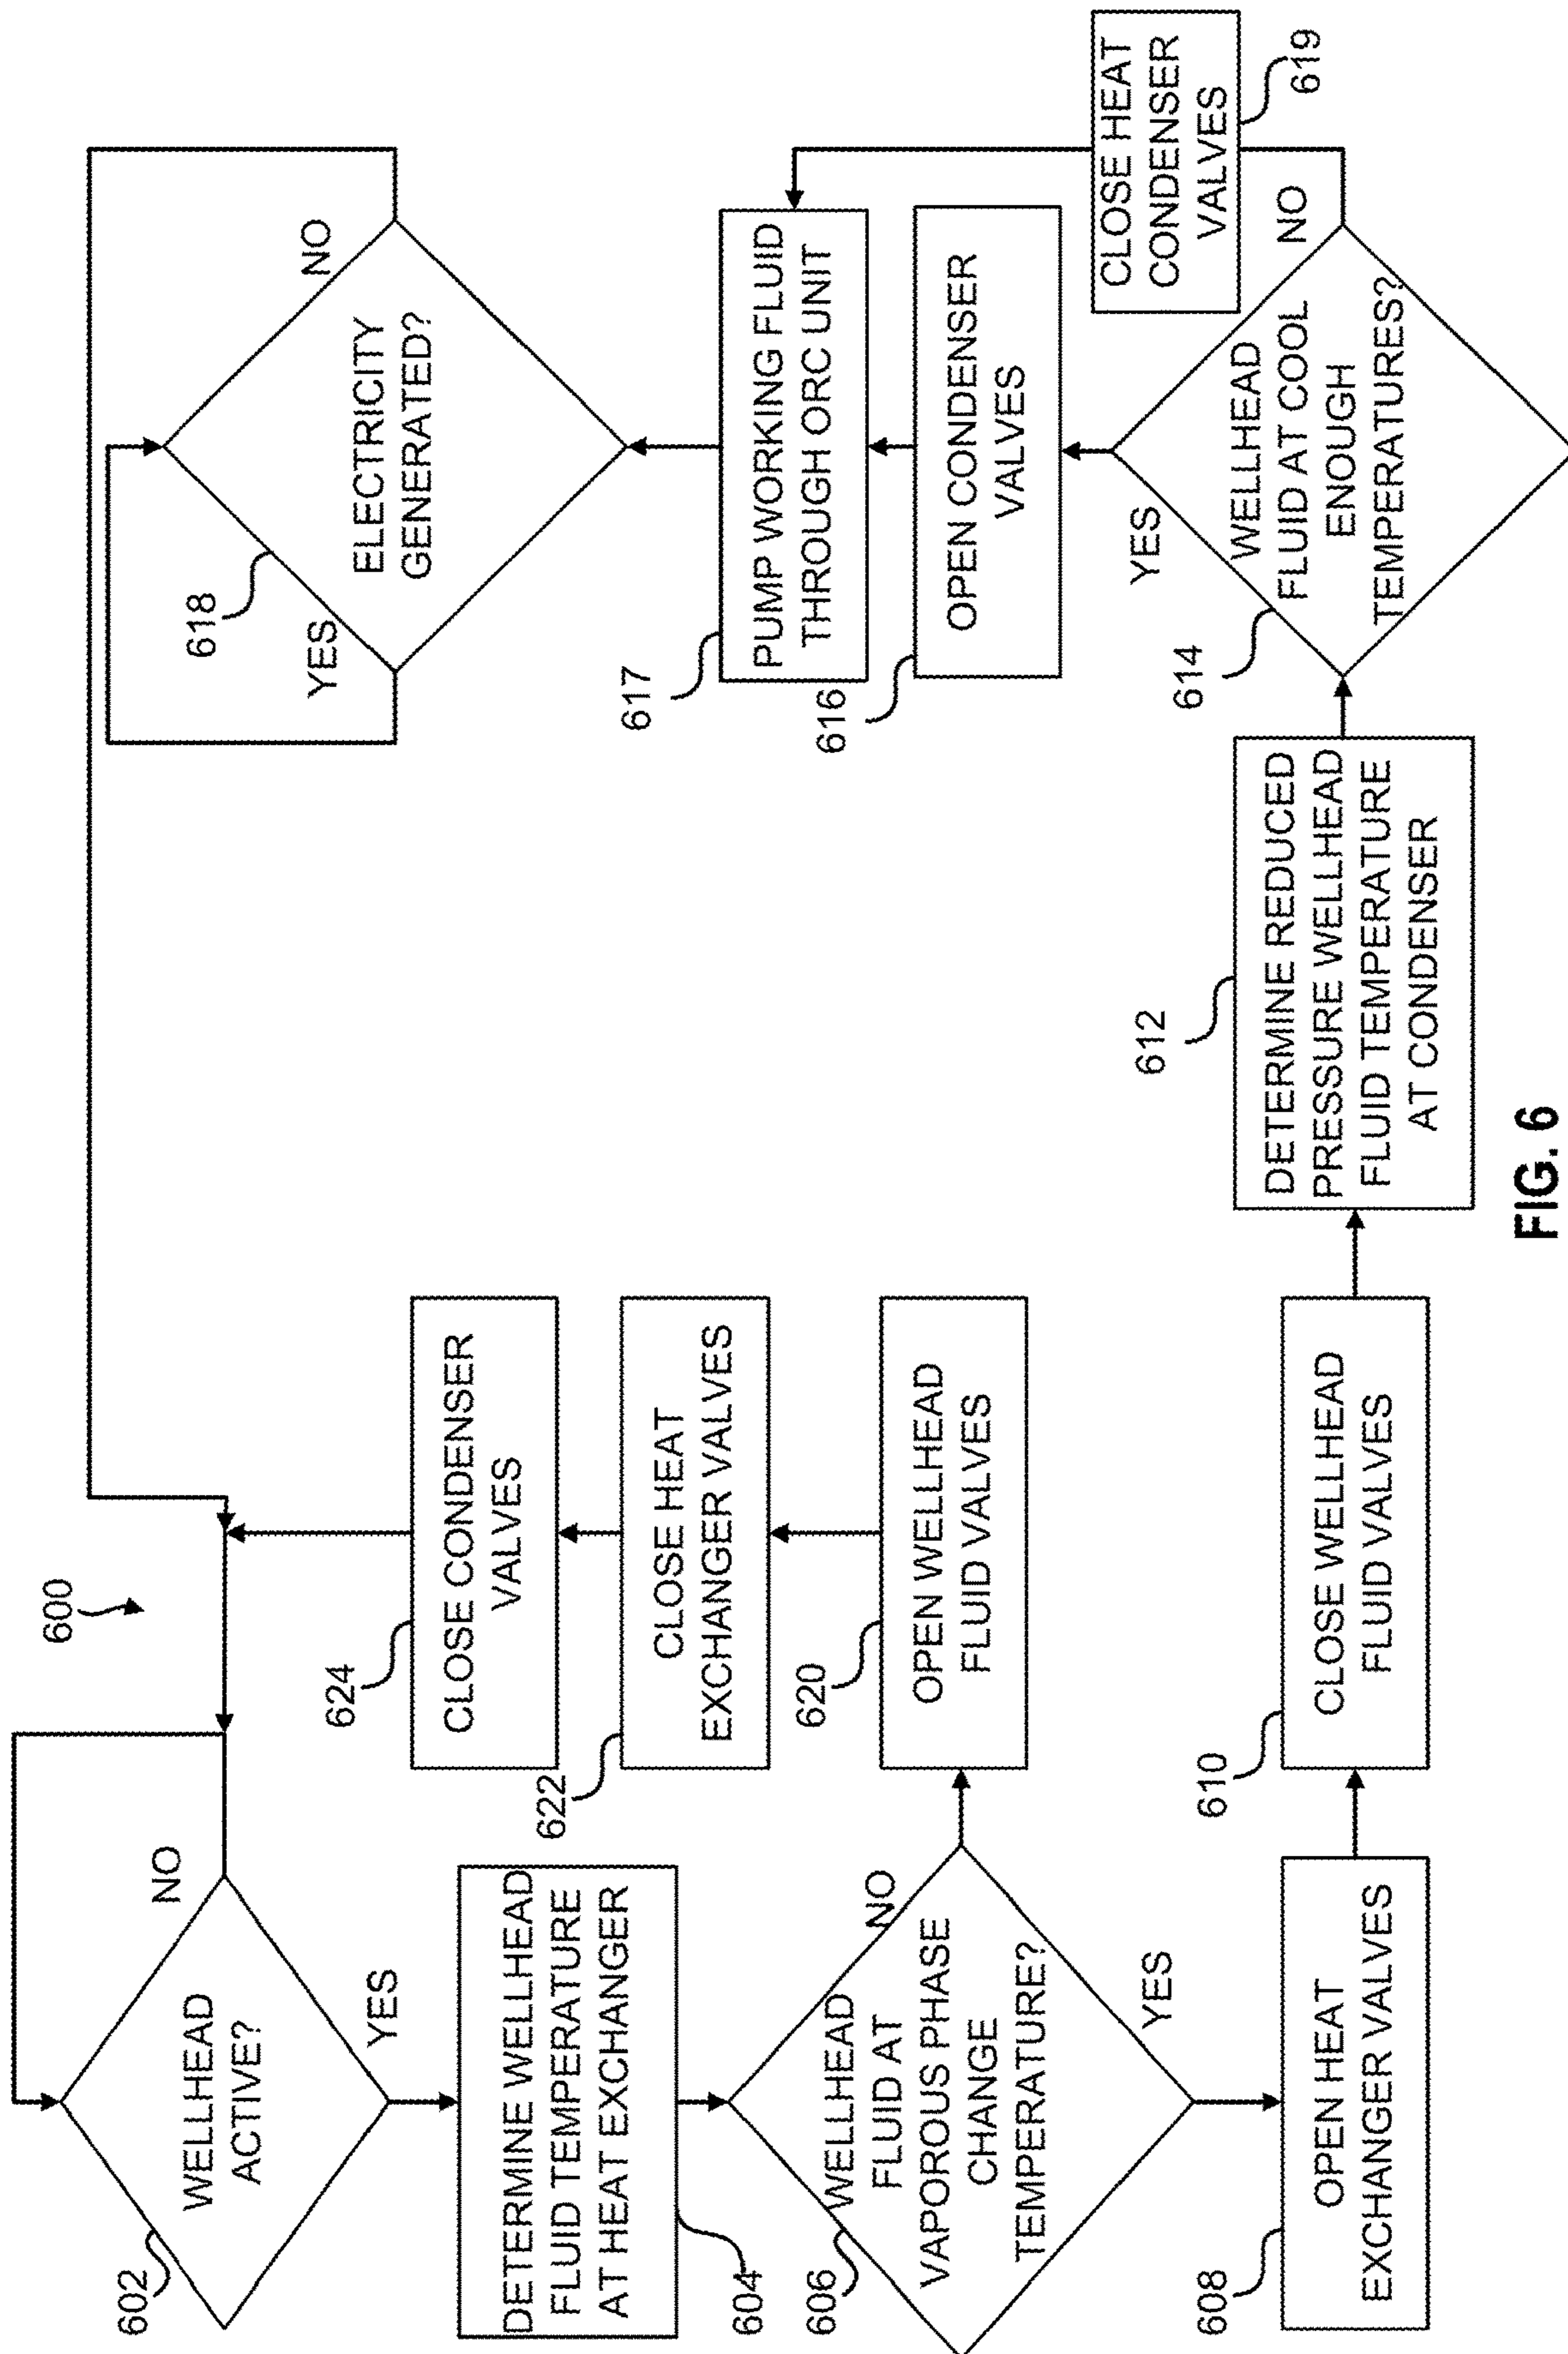 600
602
WELLHEAD
ACTIVE?
NO
YES
DETERMINE WELLHEAD
FLUID TEMPERATURE
AT HEAT EXCHANGER
604
606
WELLHEAD
FLUID AT
VAPOROUS PHASE
CHANGE
TEMPERATURE?
NO
YES
608
OPEN HEAT
EXCHANGER VALVES
610
CLOSE WELLHEAD
FLUID VALVES
624
CLOSE CONDENSER
VALVES
622
CLOSE HEAT
EXCHANGER VALVES
620
OPEN WELLHEAD
FLUID VALVES
612
DETERMINE REDUCED
PRESSURE WELLHEAD
FLUID TEMPERATURE
AT CONDENSER
614
WELLHEAD
FLUID AT COOL
ENOUGH
TEMPERATURES?
YES
NO
616
OPEN CONDENSER
VALVES
CLOSE HEAT
CONDENSER
VALVES
619
617
PUMP WORKING FLUID
THROUGH ORC UNIT
618
ELECTRICITY
GENERATED?
YES
NO
FIG. 6